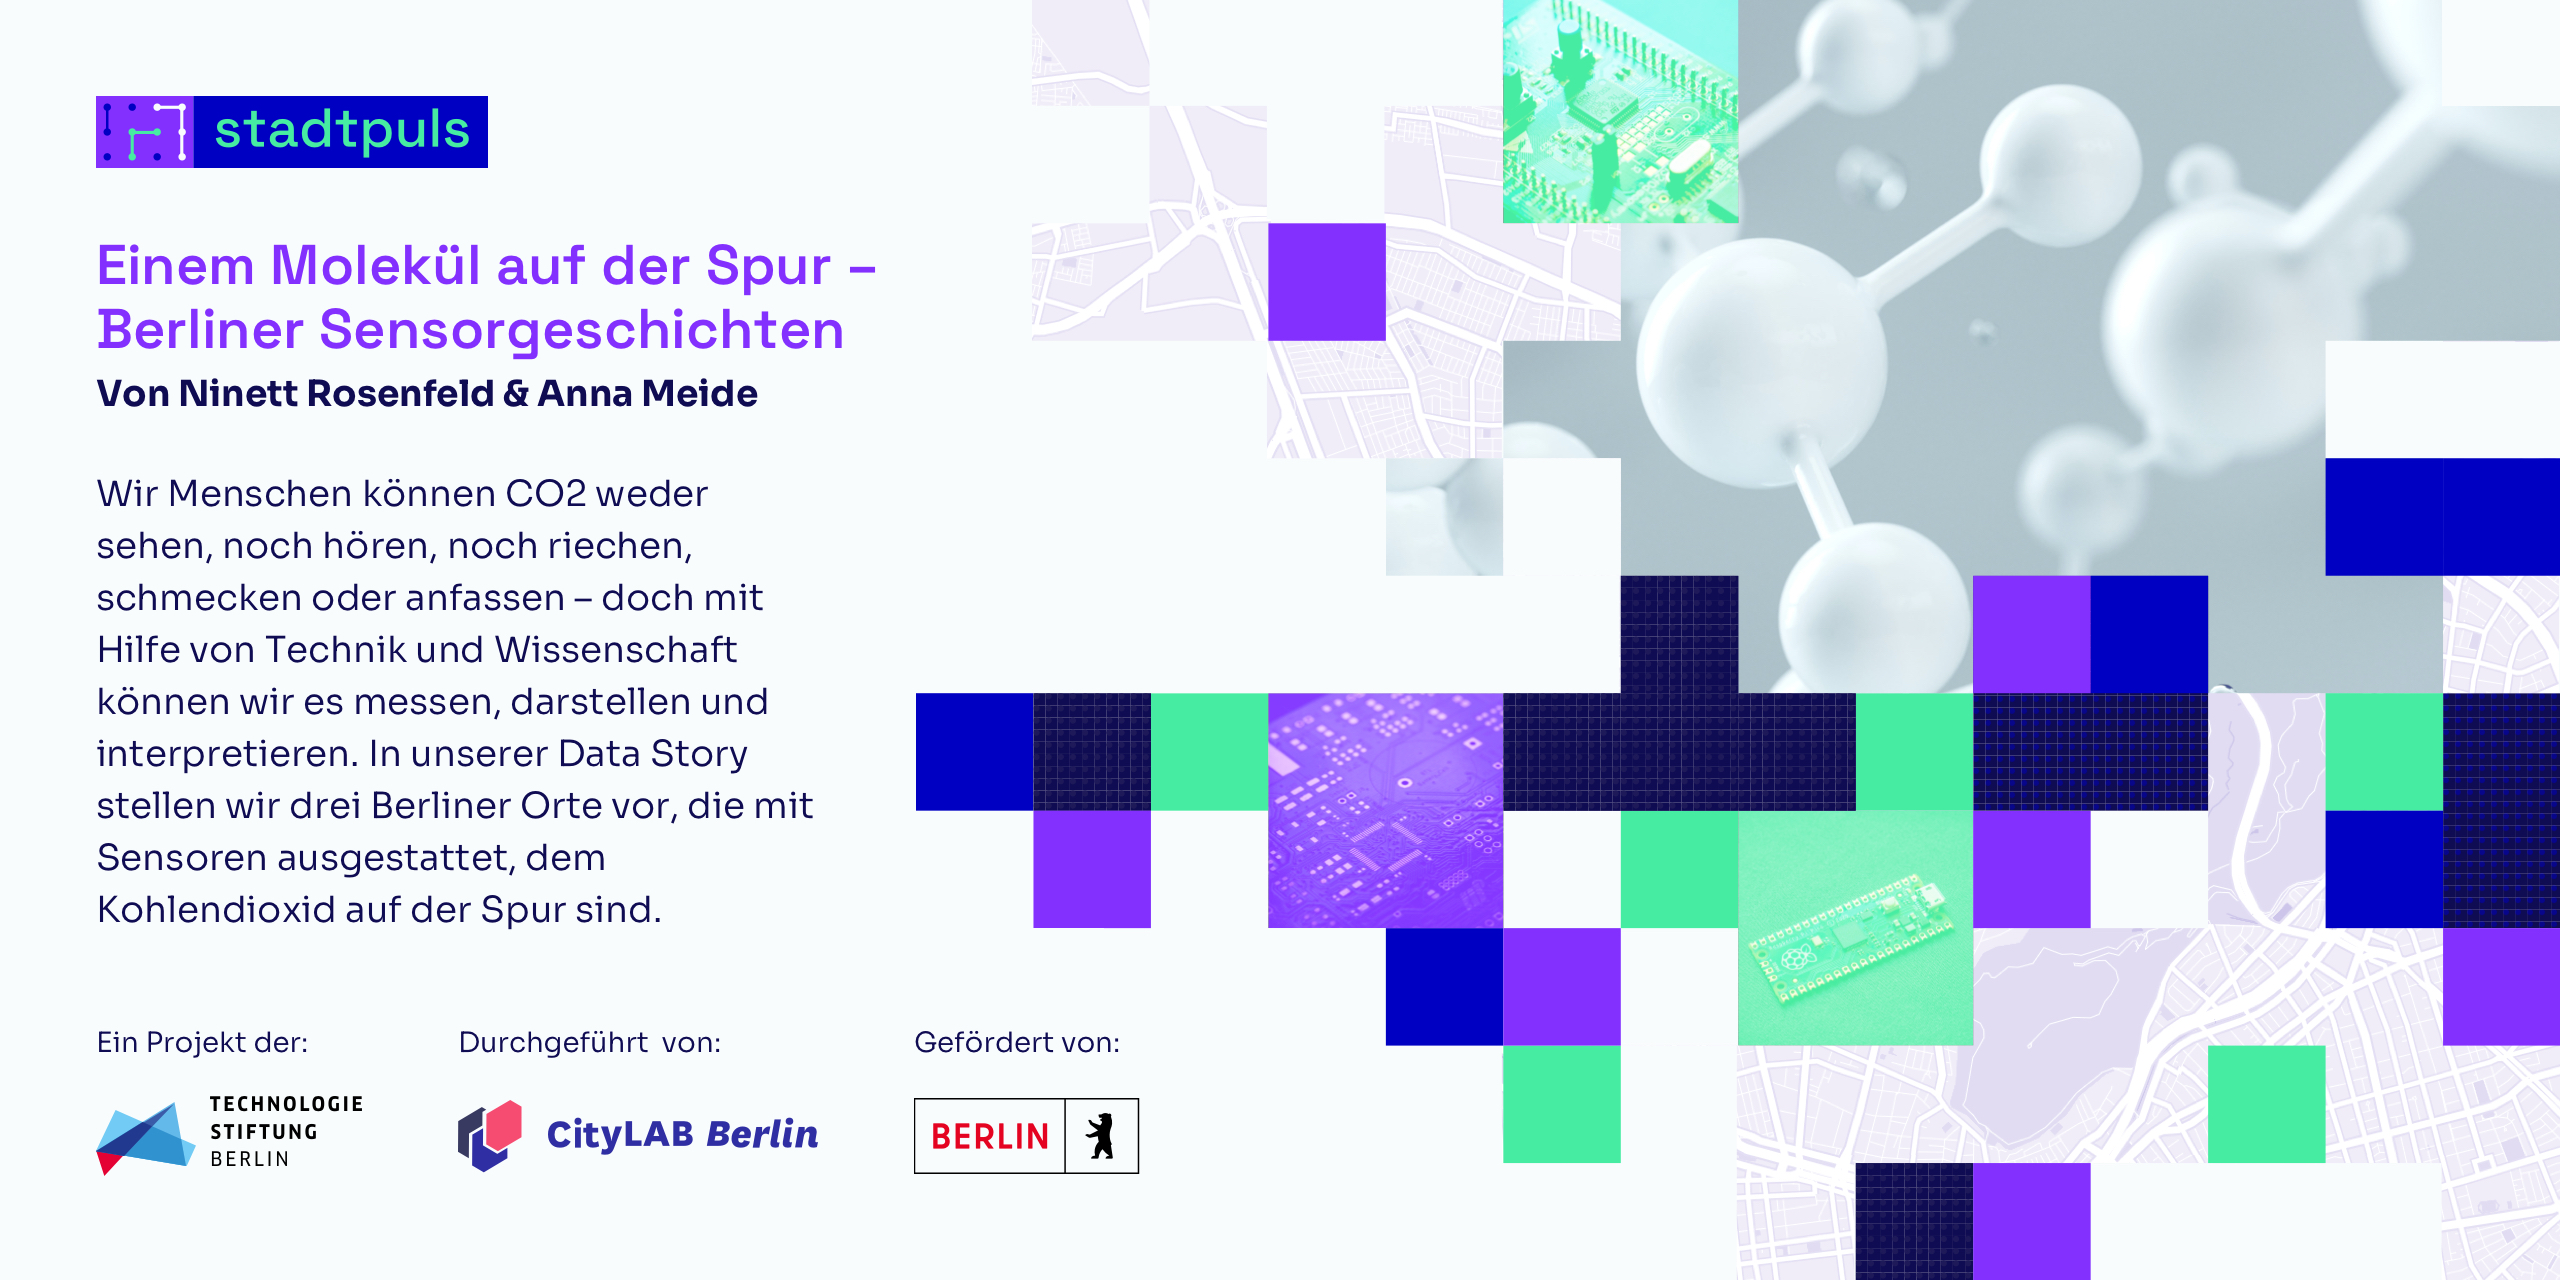 stadtpuls
Einem Molekül auf der Spur –
Berliner Sensorgeschichten
Von Ninett Rosenfeld & Anna Meide
Wir Menschen können CO2 weder
sehen, noch hören, noch riechen,
schmecken oder anfassen – doch mit
Hilfe von Technik und Wissenschaft
können wir es messen, darstellen und
interpretieren. In unserer Data Story
stellen wir drei Berliner Orte vor, die mit
Sensoren ausgestattet, dem
Kohlendioxid auf der Spur sind.
Ein Projekt der:
TECHNOLOGIE
STIFTUNG
BERLIN
Durchgeführt von:
CityLAB Berlin
Gefördert von:
BERLIN